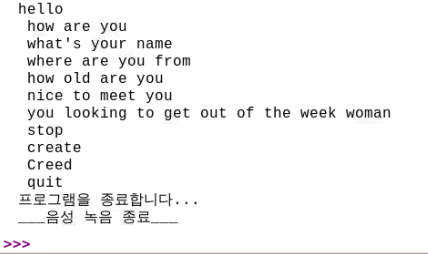 hello
how are you
what's your name
where are you from
how old are you
nice to meet you
you looking to get out of the week woman
stop
create
Creed
quit
프로그램을 종료합니다...
___음성 녹음 종료___
>>>